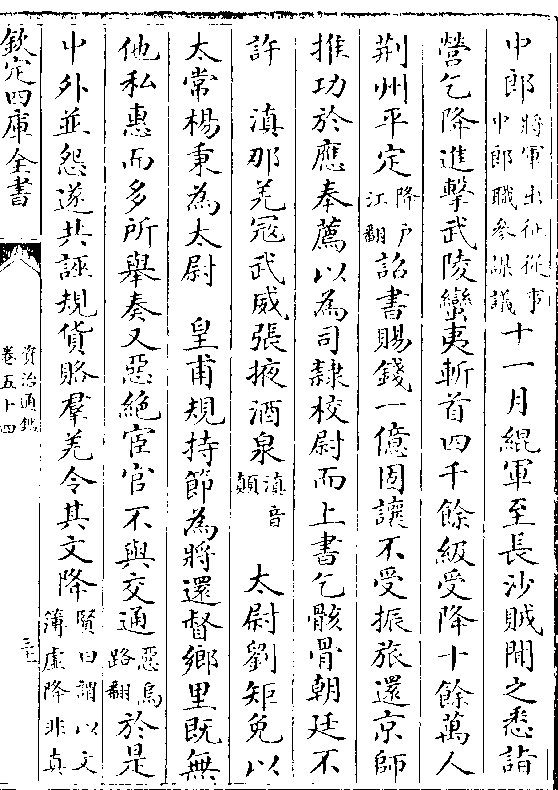 中郎將軍出征從事中郎職參謀議十一月緄軍至長沙賊聞之悉詣
營乞降進擊武陵蠻夷斬首四千餘級受降十餘萬人
荆州平定降戶江翻詔書賜錢一億固讓不受振旅還京師
推功於應奉薦以為司隸校尉而上書乞骸骨朝廷不
許 滇那羌寇武威張掖酒泉滇音顛 太尉劉矩免以
太常楊秉為太尉 皇甫規持節為將還督鄉里既無
他私惠而多所舉奏又惡絶宦官不與交通惡烏路翻於是
中外並怨遂共誣規貨賂羣羌令其文降賢曰謂以文簿虛降非真
欽定四庫全書
資治通鑑
卷五十四
三二